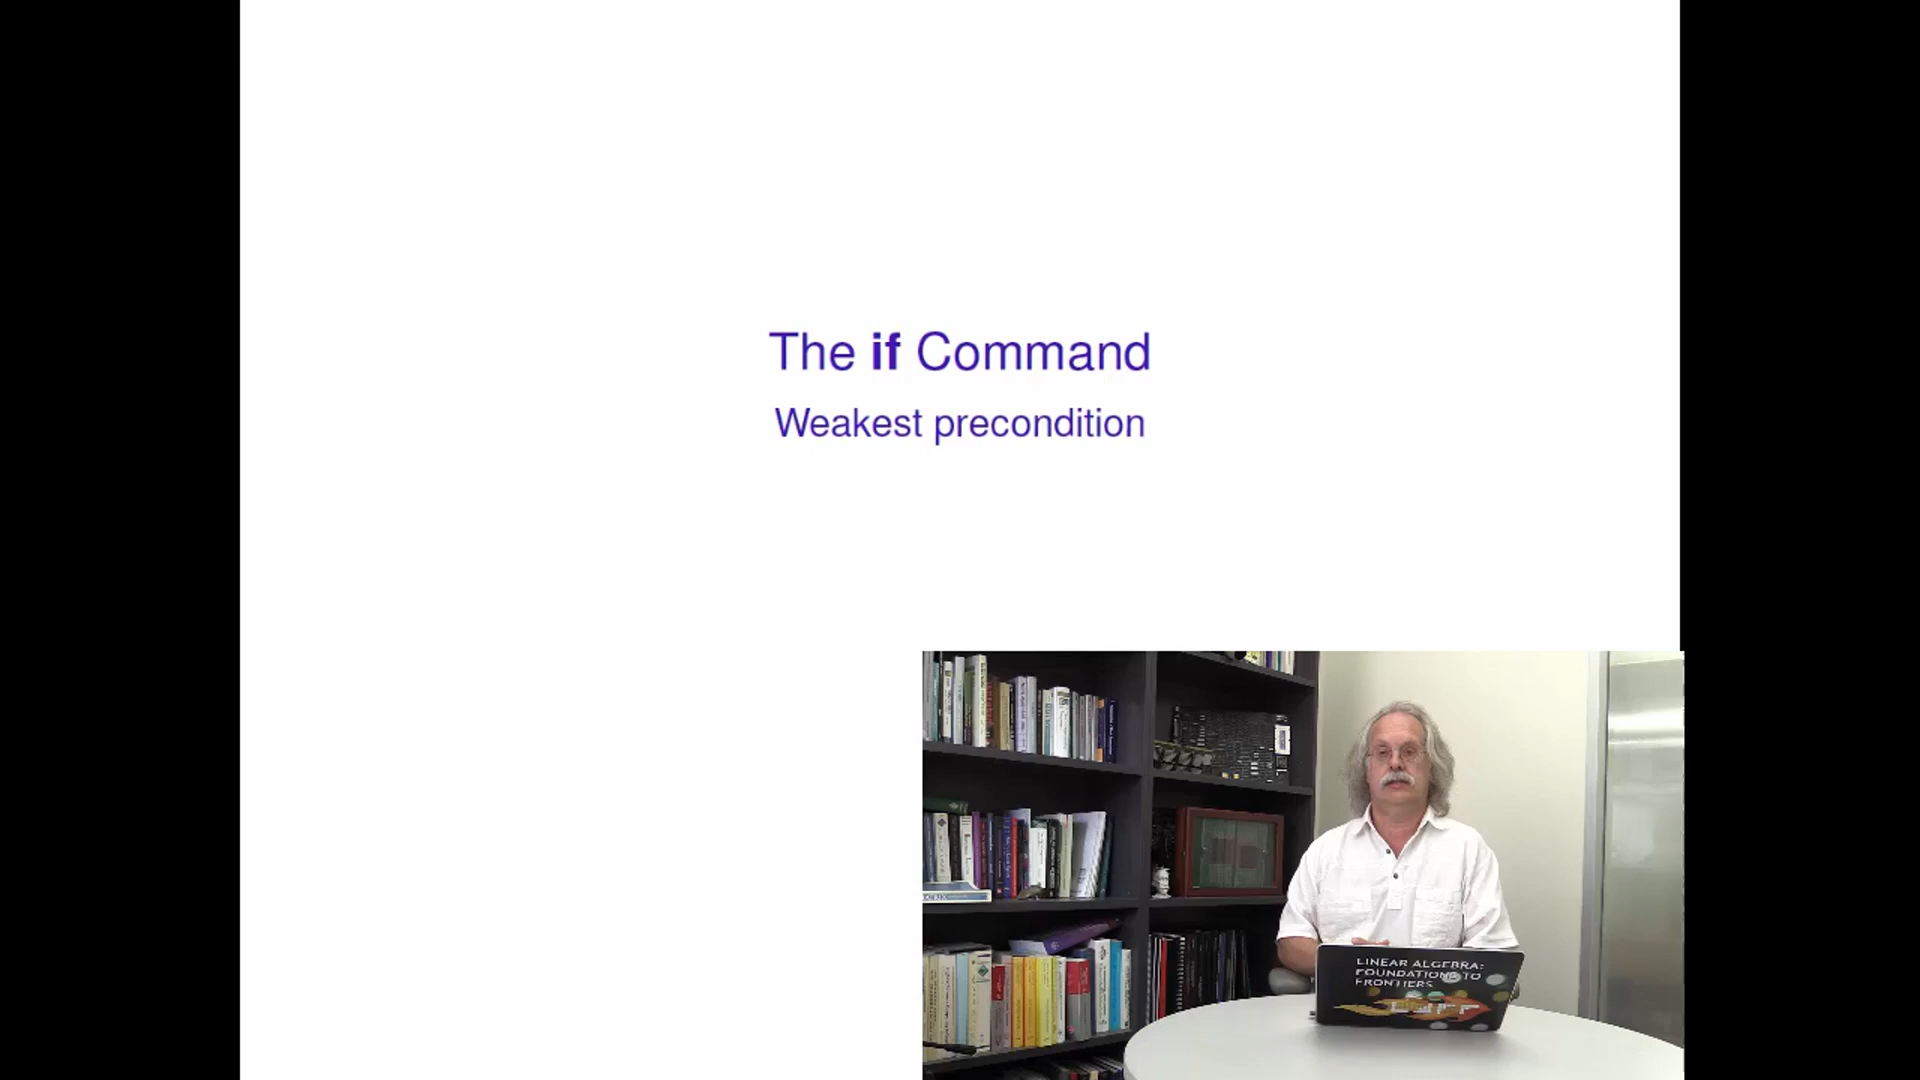 The if Command
Weakest precondition
LINEAR ALGEBRA:
FOUNDATIONS TO
FRONTIERS